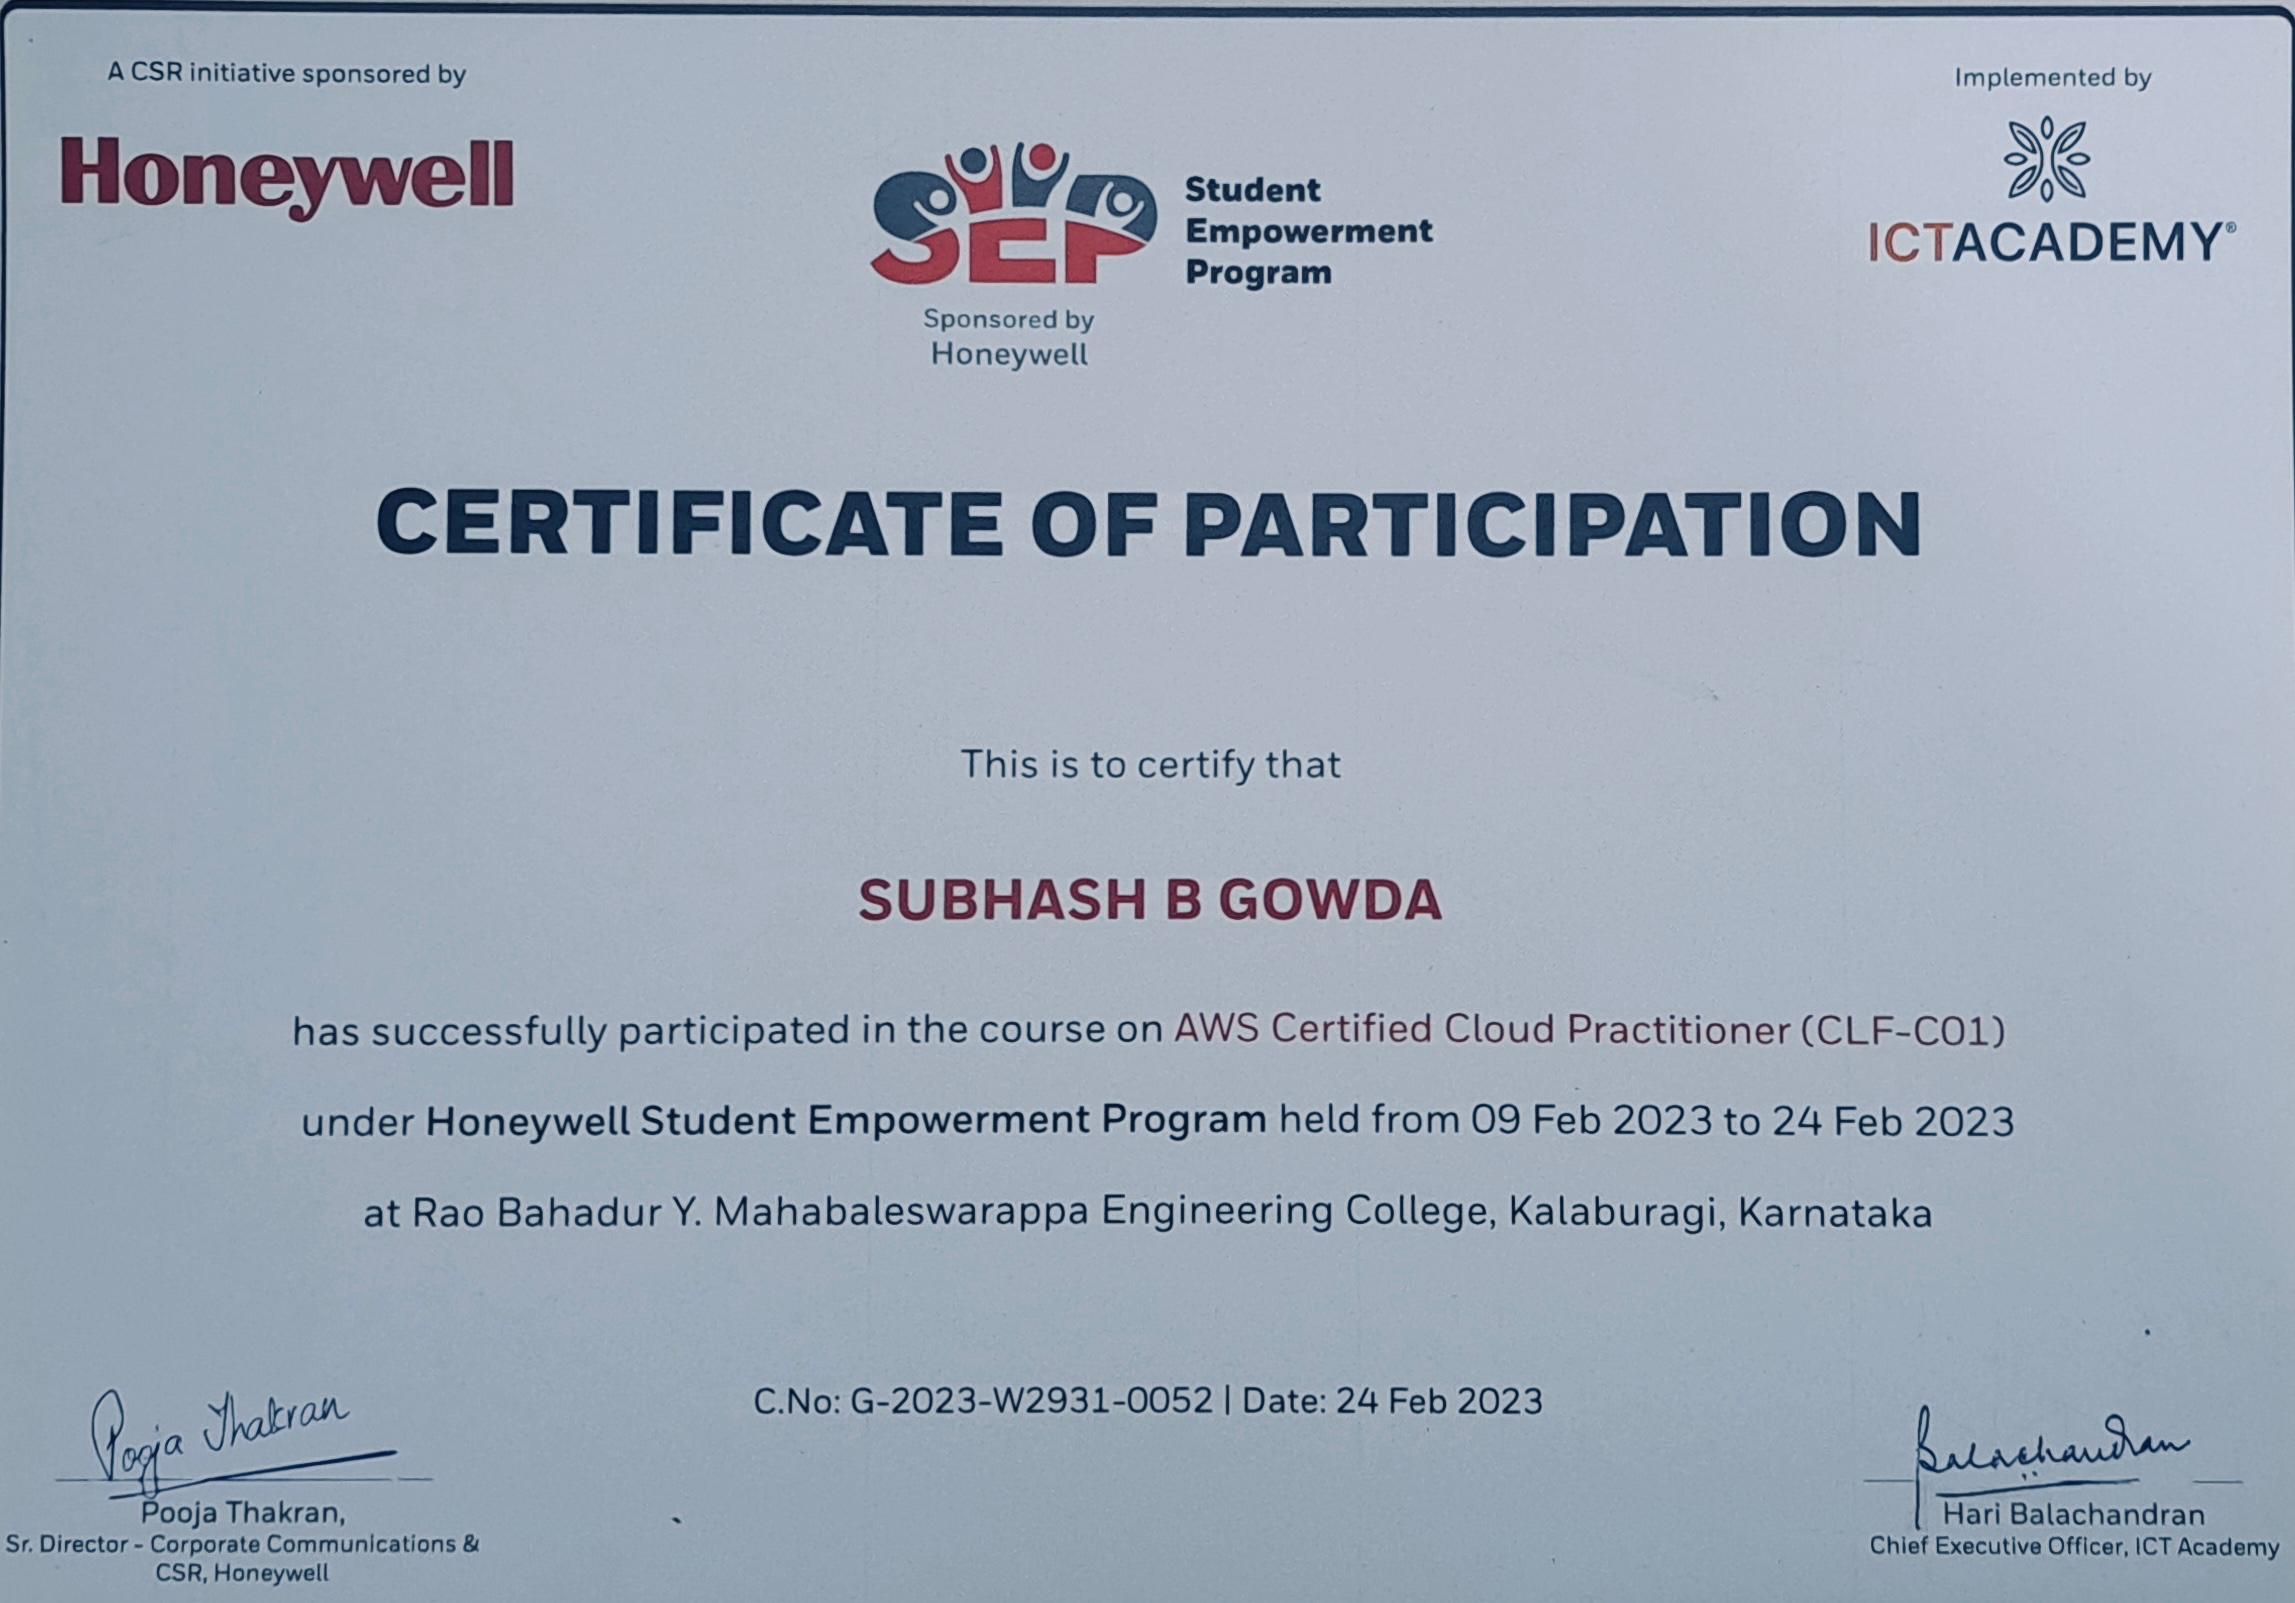 A CSR initiative sponsored by
Honeywell
SEP
Student
Empowerment
Program
Sponsored by
Honeywell
Implemented by
ICTACADEMY®
CERTIFICATE OF PARTICIPATION
This is to certify that
SUBHASH B GOWDA
has successfully participated in the course on AWS Certified Cloud Practitioner (CLF-C01)
under Honeywell Student Empowerment Program held from 09 Feb 2023 to 24 Feb 2023
at Rao Bahadur Y. Mahabaleswarappa Engineering College, Kalaburagi, Karnataka
C.No: G-2023-W2931-0052 | Date: 24 Feb 2023
Pooja Thakran
Pooja Thakran,
Sr. Director - Corporate Communications &
CSR, Honeywell
Balachandran
Hari Balachandran
Chief Executive Officer, ICT Academy